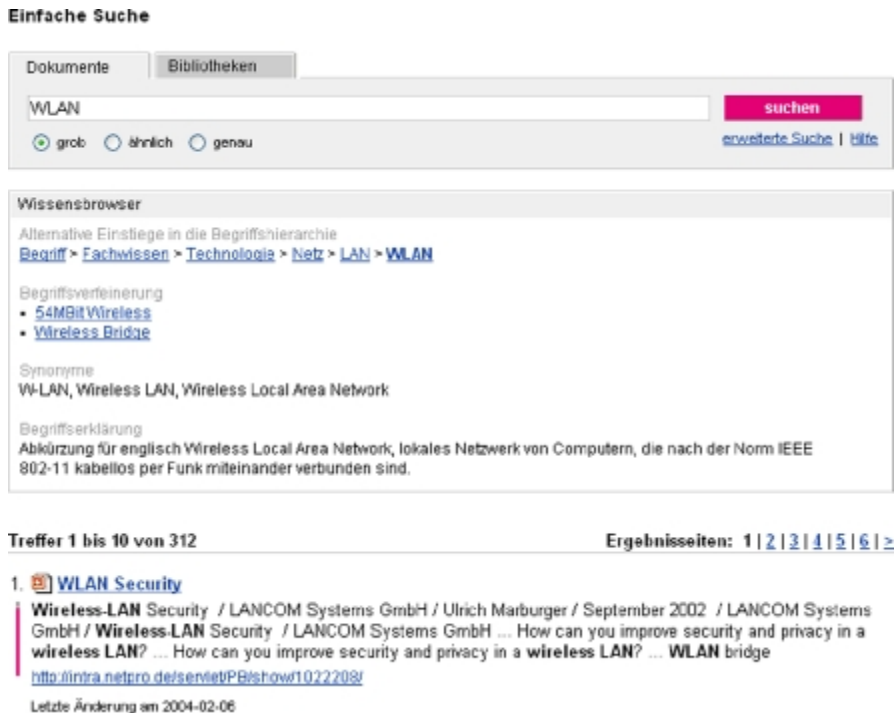 Einfache Suche
Dokumente Bibliotheken
WLAN suchen
grob ähnlich genau erweiterte Suche | Hilfe
Wissensbrowser
Alternative Einstiege in die Begriffshierarchie
Begriff > Fachwissen > Technologie > Netz > LAN > WLAN
Begriffsverfeinerung
• 54MBit Wireless
• Wireless Bridge
Synonyme
W-LAN, Wireless LAN, Wireless Local Area Network
Begriffserklärung
Abkürzung für englisch Wireless Local Area Network, lokales Netzwerk von Computern, die nach der Norm IEEE
802-11 kabellos per Funk miteinander verbunden sind.
Treffer 1 bis 10 von 312 Ergebnisseiten: 1 | 2 | 3 | 4 | 5 | 6 | >
1. WLAN Security
Wireless-LAN Security / LANCOM Systems GmbH / Ulrich Marburger / September 2002 / LANCOM Systems
GmbH / Wireless-LAN Security / LANCOM Systems GmbH ... How can you improve security and privacy in a
wireless LAN? ... How can you improve security and privacy in a wireless LAN? ... WLAN bridge
http://intra.netpro.de/servlet/PB/show/1022208/
Letzte Änderung am 2004-02-06